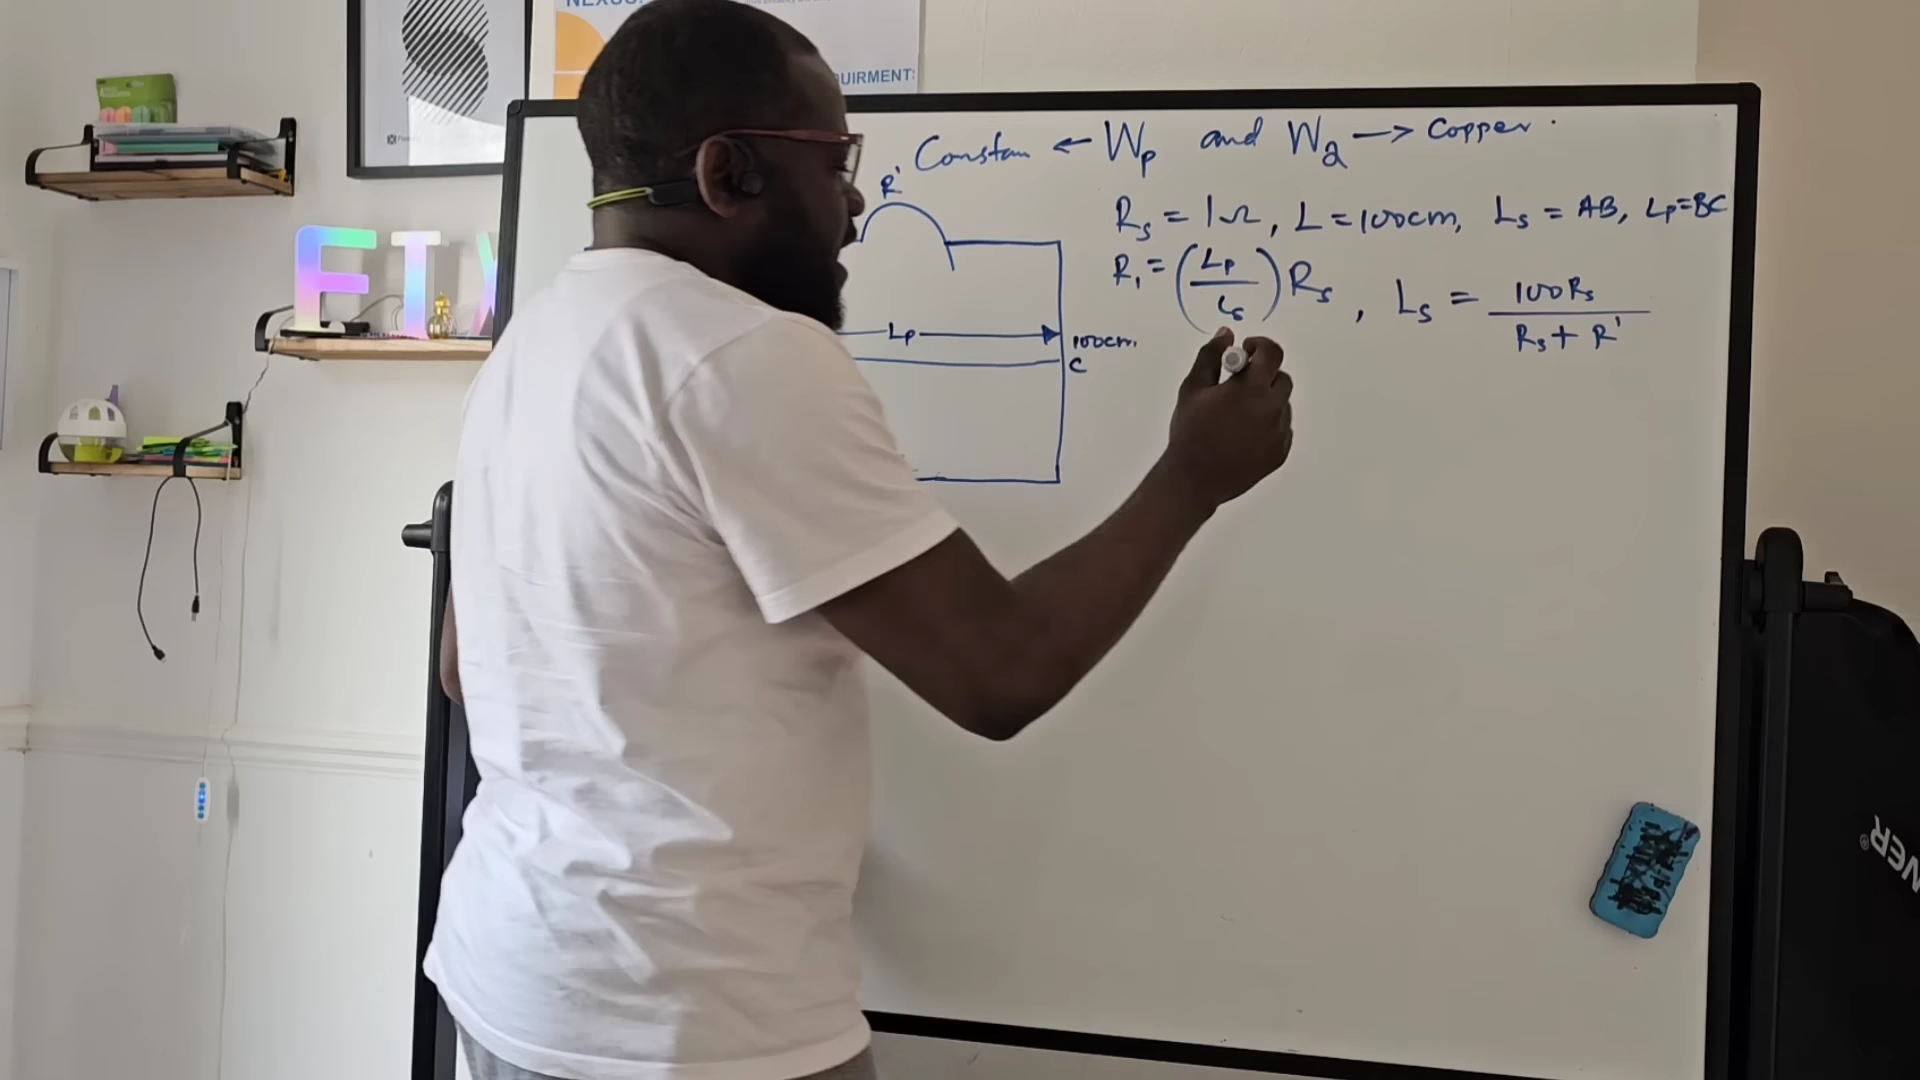 QUIRMENT:
FIX
Constan ← Wp and W2 → Copper.
R'
Rs = 1Ω, L = 100cm, Ls = AB, Lp = BC
R1 = (Lp / Ls) Rs, Ls = 100Rs / Rs + R'
Lp
100cm.
C
NER®